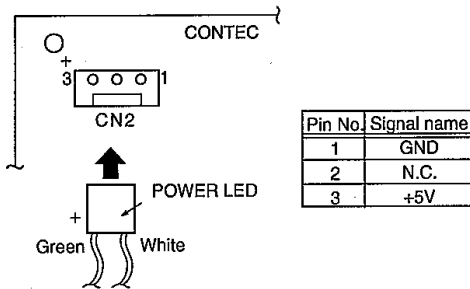 CONTEC
+
3 1
CN2
POWER LED
+
Green White
Pin No. Signal name
1 GND
2 N.C.
3 +5V